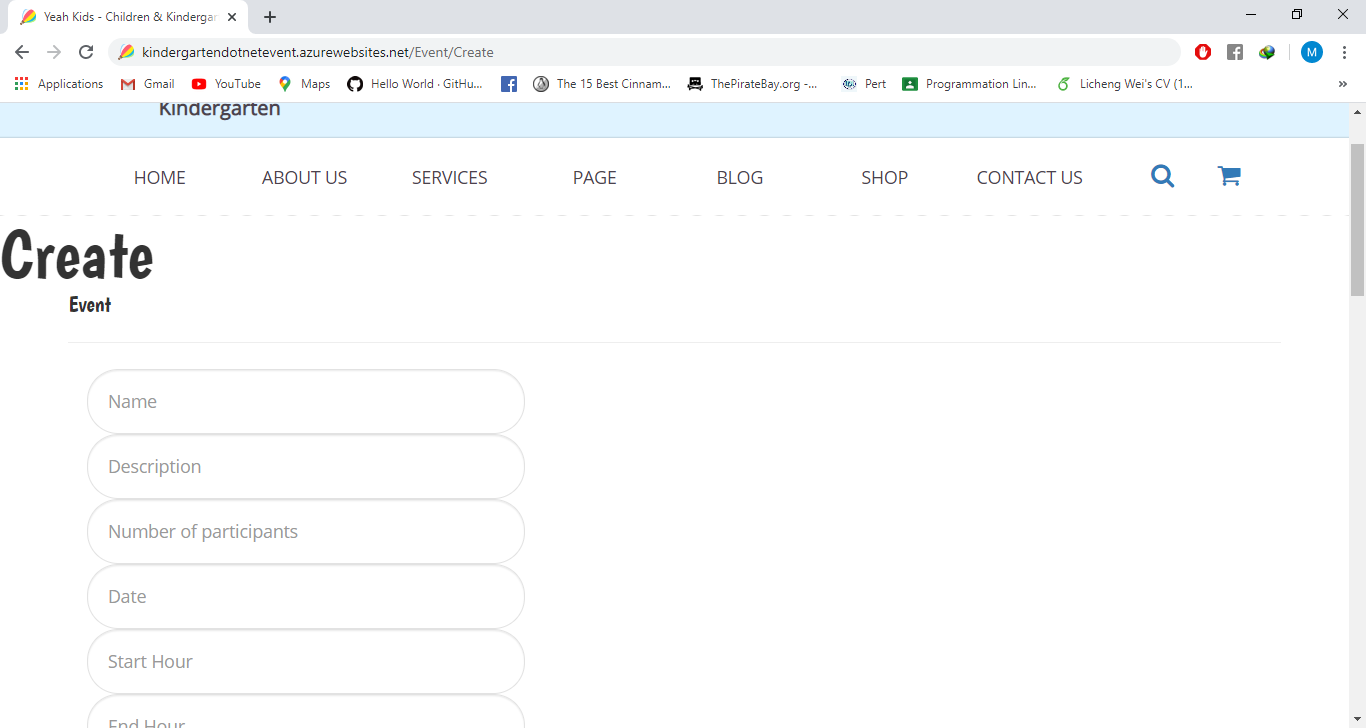 Yeah Kids - Children & Kindergar
kindergartendotnetevent.azurewebsites.net/Event/Create
M
Applications Gmail YouTube Maps Hello World · GitHu... The 15 Best Cinnam... ThePirateBay.org -... Pert Programmation Lin... Licheng Wei's CV (1... »
Kindergarten
HOME ABOUT US SERVICES PAGE BLOG SHOP CONTACT US
Create
Event
Name
Description
Number of participants
Date
Start Hour
End Hour